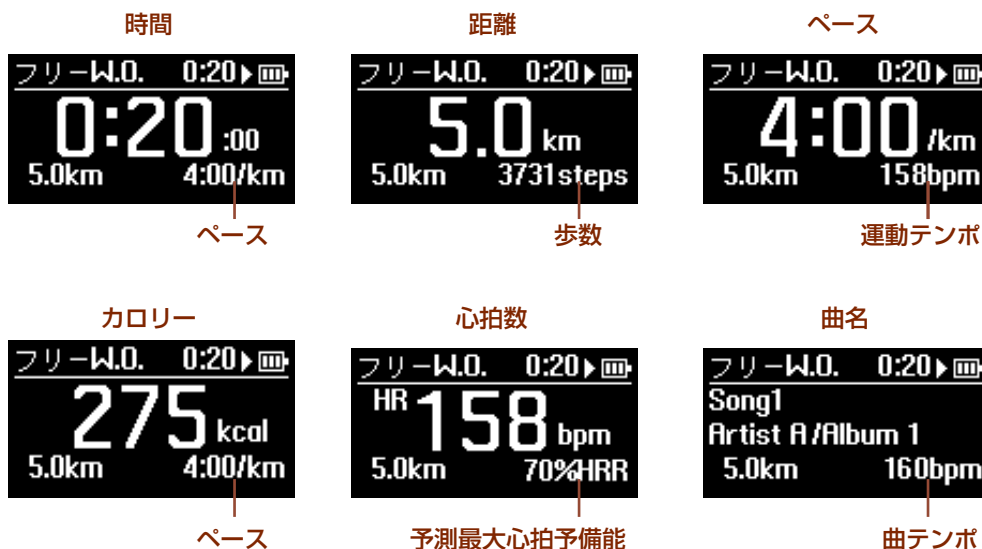 時間
フリーW.O. 0:20
0:20:00
5.0km 4:00/km
ペース
距離
フリーW.O. 0:20
5.0km
5.0km 3731steps
歩数
ペース
フリーW.O. 0:20
4:00/km
5.0km 158bpm
運動テンポ
カロリー
フリーW.O. 0:20
275kcal
5.0km 4:00/km
ペース
心拍数
フリーW.O. 0:20
HR 158bpm
5.0km 70%HRR
予測最大心拍予備能
曲名
フリーW.O. 0:20
Song1
Artist A/Album 1
5.0km 160bpm
曲テンポ